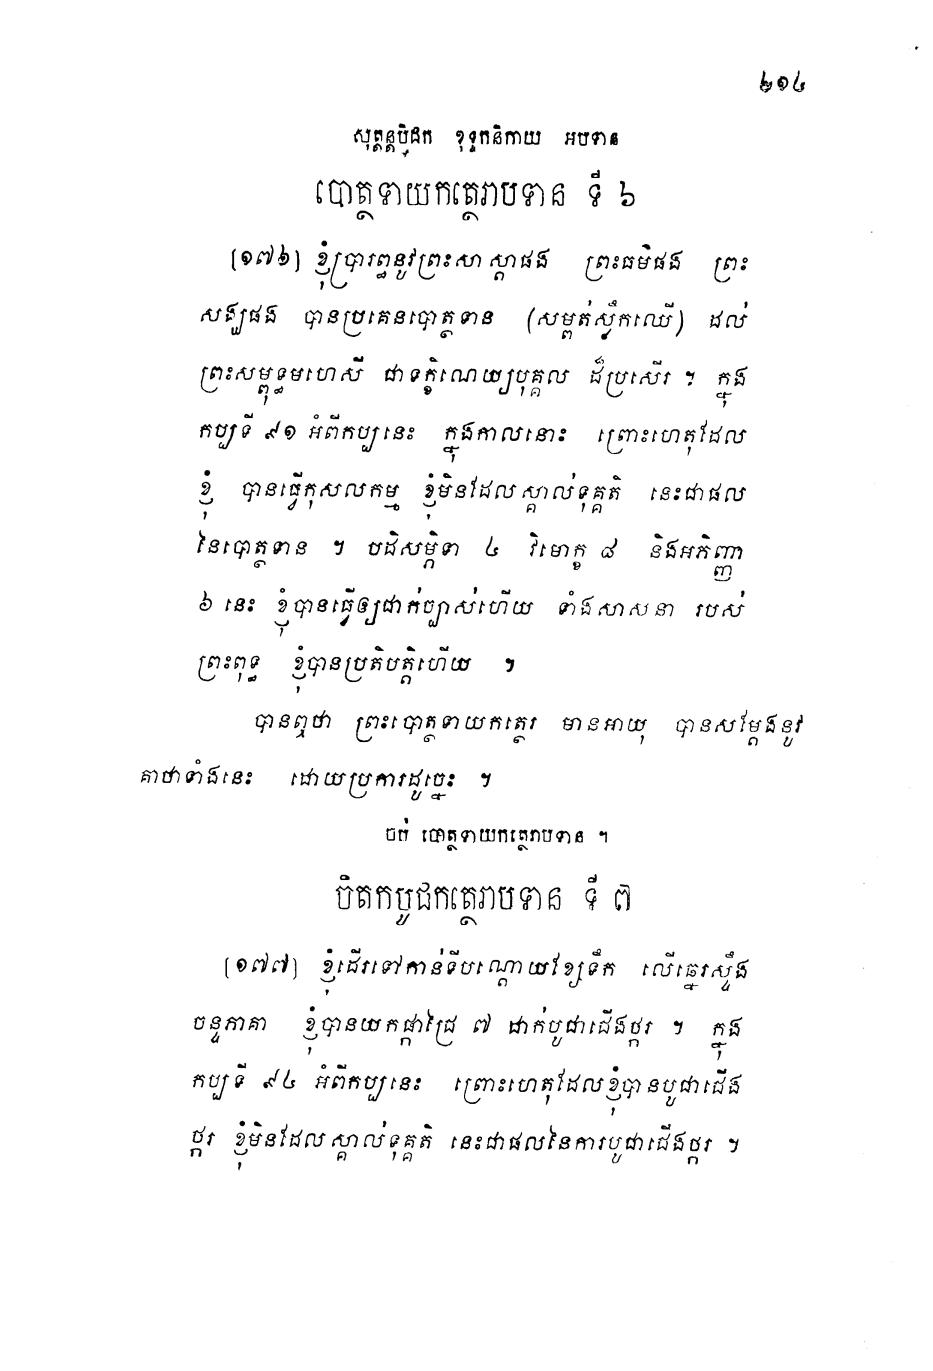 ២១៤
សុត្តន្តប្បិដក ខុទ្ទកនិកាយ អបទាន
បោត្ថទាយកត្ថេរាបទាន ទី ៦
(១៧៦) ខ្ញុំប្រារព្ធនូវព្រះសាស្តាផង ព្រះធម៌ផង ព្រះ
សង្ឃផង បានប្រគេនបោត្ថទាន (សម្ពត់ស្នឹកឈើ) ដល់
ព្រះសម្ពុទ្ធមហេសី ជាទក្ខិណេយ្យបុគ្គល ដ៏ប្រសើរ ។ ក្នុង
កប្បទី ៩១ អំពីកប្បនេះ ក្នុងកាលនោះ ព្រោះហេតុដែល
ខ្ញុំ បានធ្វើកុសលកម្ម ខ្ញុំមិនដែលស្គាល់ទុគ្គតិ នេះជាផល
នៃបោត្ថទាន ។ បដិសម្ភិទា ៤ វិមោក្ខ ៨ និងអភិញ្ញា
៦ នេះ ខ្ញុំបានធ្វើឲ្យជាក់ច្បាស់ហើយ ទាំងសាសនា របស់
ព្រះពុទ្ធ ខ្ញុំបានប្រតិបត្តិហើយ ។
បានឮថា ព្រះបោត្ថទាយកត្ថេរ មានអាយុ បានសម្តែងនូវ
គាថាទាំងនេះ ដោយប្រការដូច្នេះ ។
ចប់ បោត្ថទាយកត្ថេរាបទាន ។
ចិតកបូជកត្ថេរាបទាន ទី ៧
(១៧៧) ខ្ញុំដើរទៅកាន់ទីបណ្តោយខ្សែទឹក លើឆ្នេរស្ទឹង
ចន្ទភាគា ខ្ញុំបានយកផ្កាជ្រៃ ៧ ដាក់បូជាជើងថ្ករ ។ ក្នុង
កប្បទី ៩៤ អំពីកប្បនេះ ព្រោះហេតុដែលខ្ញុំបានបូជាជើង
ថ្ករ ខ្ញុំមិនដែលស្គាល់ទុគ្គតិ នេះជាផលនៃការបូជាជើងថ្ករ ។